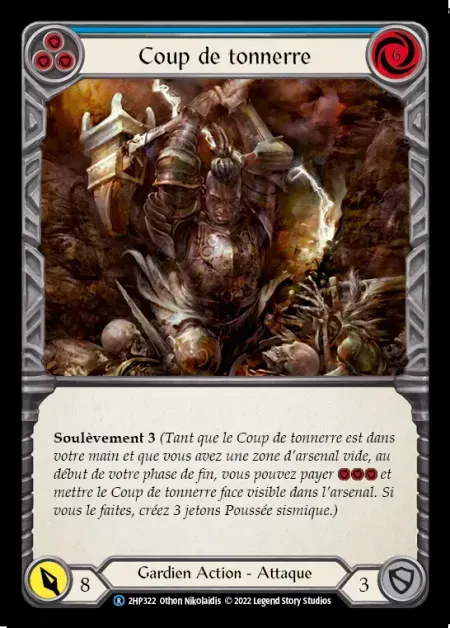 Coup de tonnerre
6
Soulèvement 3 (Tant que le Coup de tonnerre est dans
votre main et que vous avez une zone d'arsenal vide, au
début de votre phase de fin, vous pouvez payer et
mettre le Coup de tonnerre face visible dans l'arsenal. Si
vous le faites, créez 3 jetons Poussée sismique.)
8
Gardien Action - Attaque
3
R 2HP322 Othon Nikolaidis © 2022 Legend Story Studios